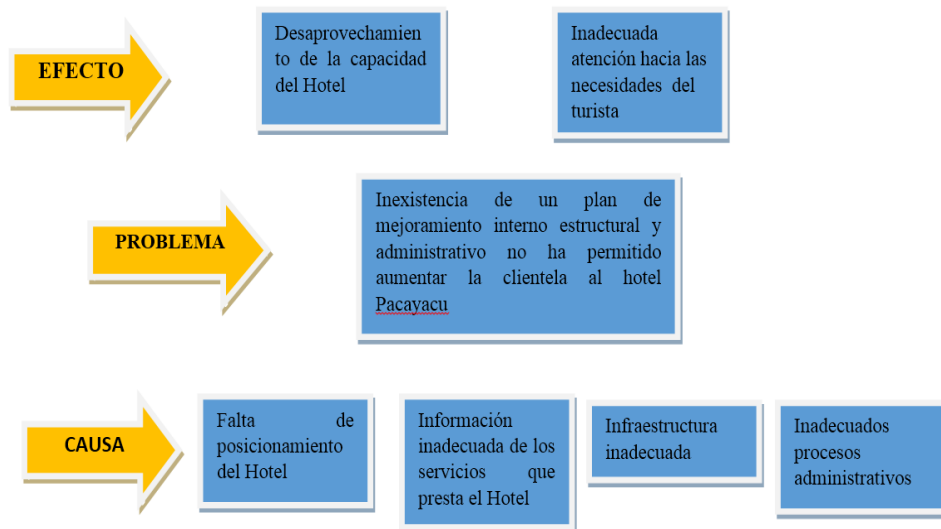 EFECTO
Desaprovechamien
to de la capacidad
del Hotel
Inadecuada
atención hacia las
necesidades del
turista
PROBLEMA
Inexistencia de un plan de
mejoramiento interno estructural y
administrativo no ha permitido
aumentar la clientela al hotel
Pacayacu
CAUSA
Falta de
posicionamiento
del Hotel
Información
inadecuada de los
servicios que
presta el Hotel
Infraestructura
inadecuada
Inadecuados
procesos
administrativos